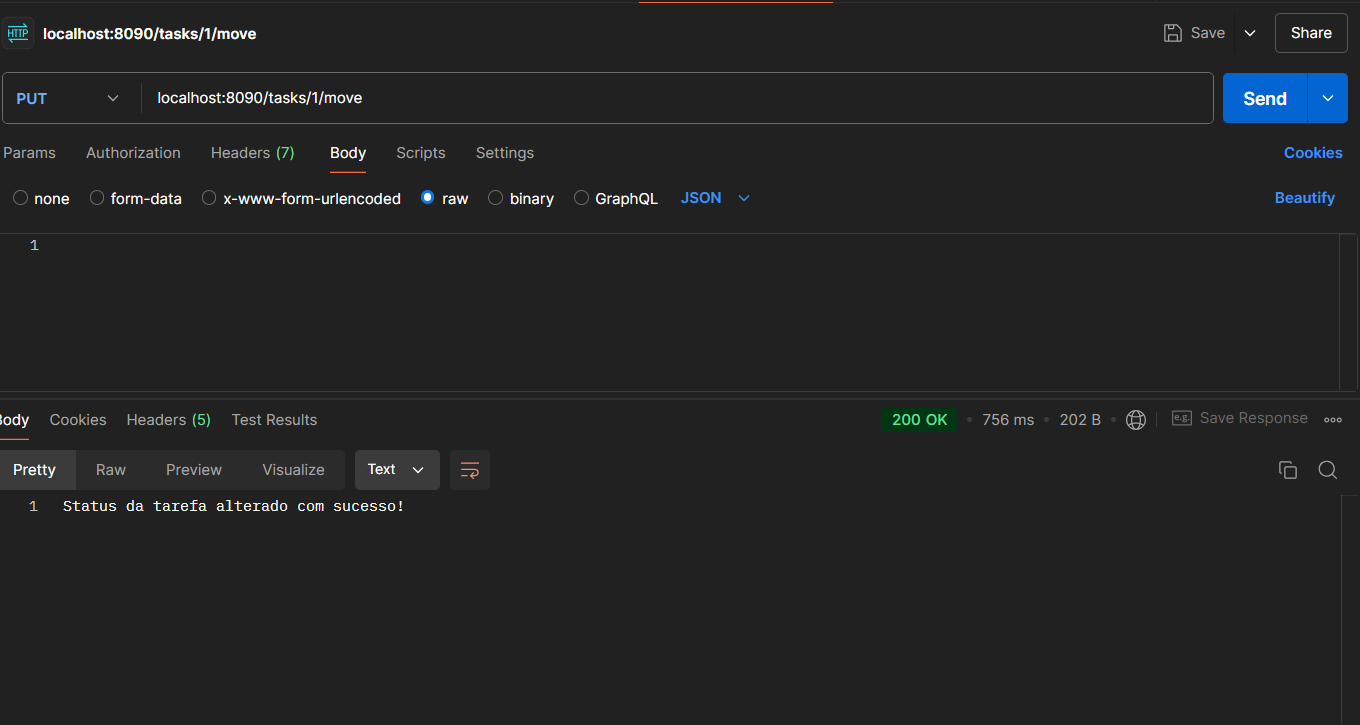 HTTP localhost:8090/tasks/1/move Save Share
PUT localhost:8090/tasks/1/move Send
Params Authorization Headers (7) Body Scripts Settings Cookies
none form-data x-www-form-urlencoded raw binary GraphQL JSON Beautify
1
Body Cookies Headers (5) Test Results 200 OK • 756 ms • 202 B • e.g. Save Response
Pretty Raw Preview Visualize Text
1 Status da tarefa alterado com sucesso!